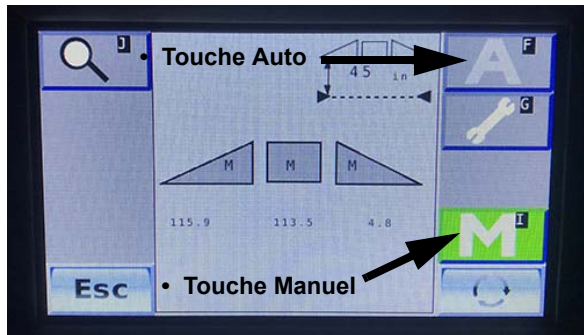 J
• Touche Auto
F
A
45 in
G
M M M
115.9 113.5 4.8
I
M
Esc
• Touche Manuel